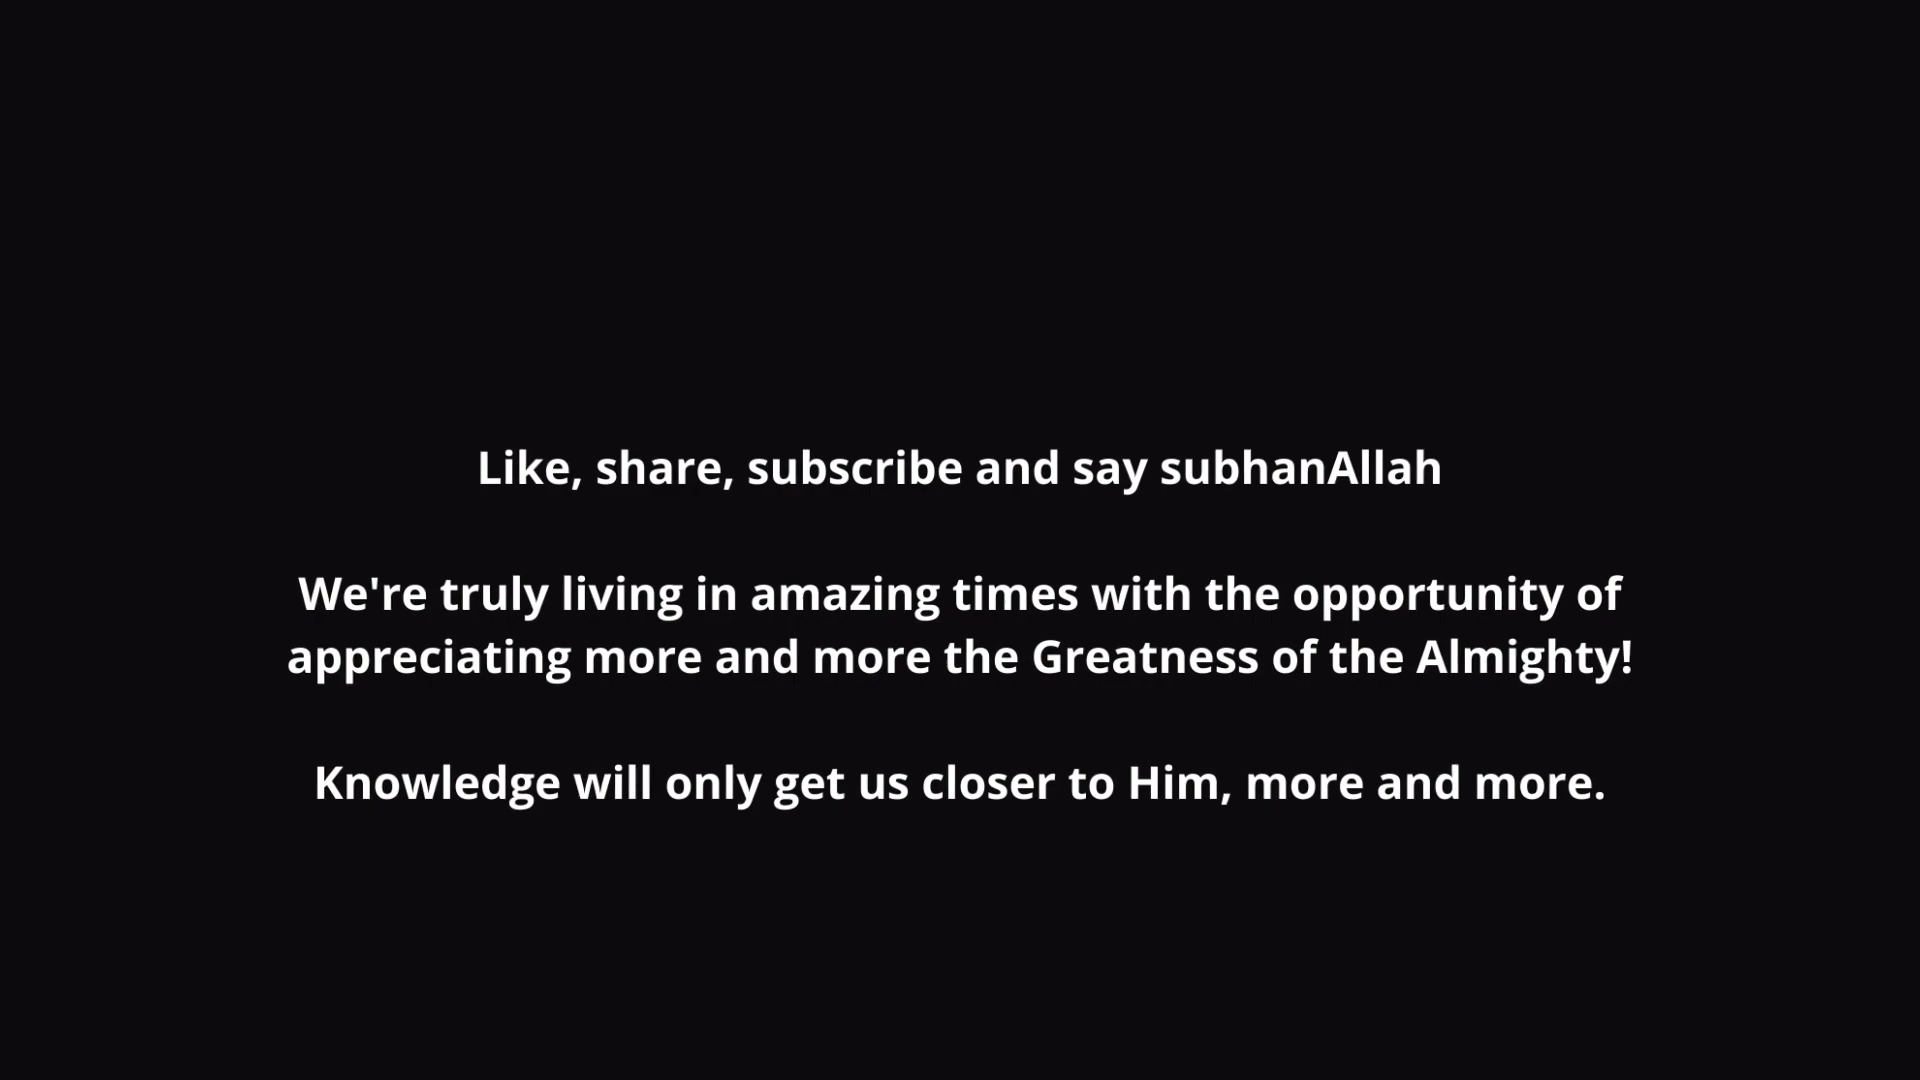 Like, share, subscribe and say subhanAllah
We're truly living in amazing times with the opportunity of
appreciating more and more the Greatness of the Almighty!
Knowledge will only get us closer to Him, more and more.